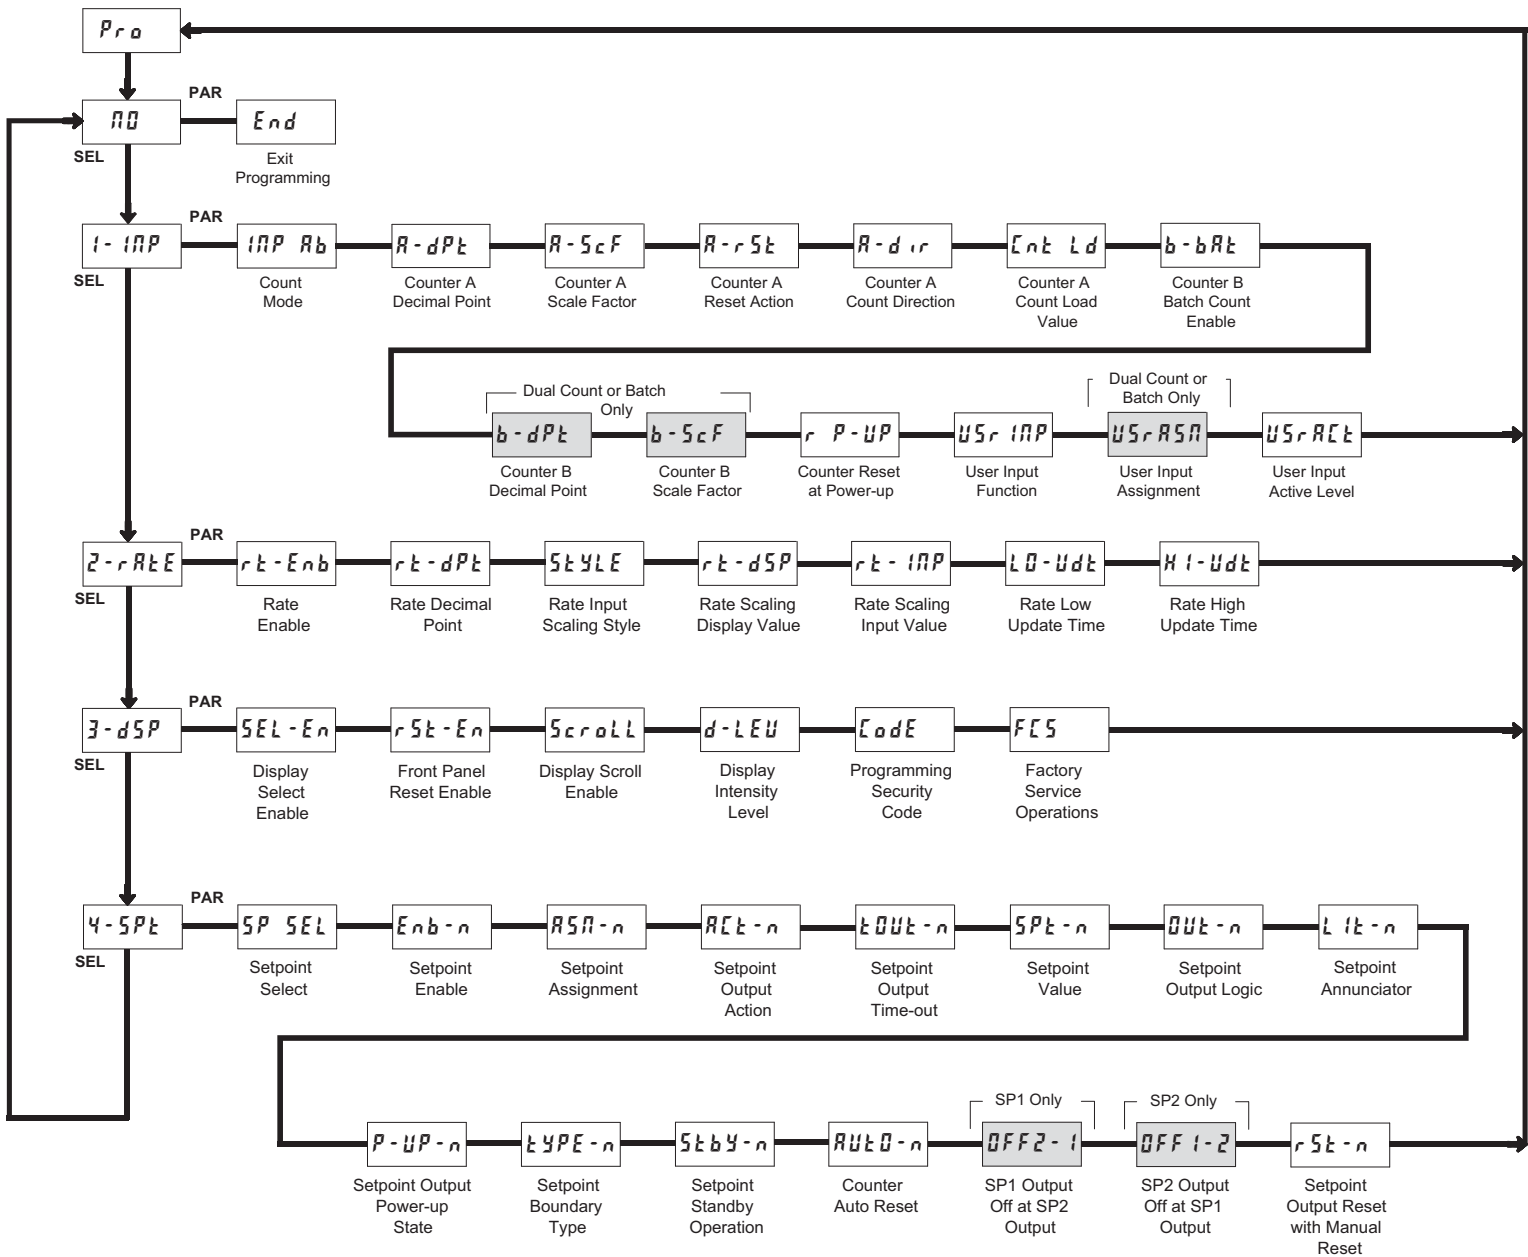 Pro
PAR
NO
End
SEL
Exit
Programming
PAR
1-INP
INP Ab
A-dPt
A-ScF
A-rSt
A-dir
Cnt Ld
b-bAt
SEL
Count
Mode
Counter A
Decimal Point
Counter A
Scale Factor
Counter A
Reset Action
Counter A
Count Direction
Counter A
Count Load
Value
Counter B
Batch Count
Enable
Dual Count or Batch
Only
Dual Count or
Batch Only
b-dPt
b-ScF
r P-UP
USrINP
USrASN
USrACt
Counter B
Decimal Point
Counter B
Scale Factor
Counter Reset
at Power-up
User Input
Function
User Input
Assignment
User Input
Active Level
PAR
2-rAtE
rt-Enb
rt-dPt
StYLE
rt-dSP
rt-INP
LO-Udt
HI-Udt
SEL
Rate
Enable
Rate Decimal
Point
Rate Input
Scaling Style
Rate Scaling
Display Value
Rate Scaling
Input Value
Rate Low
Update Time
Rate High
Update Time
PAR
3-dSP
SEL-En
rSt-En
ScroLL
d-LEV
CodE
FCS
SEL
Display
Select
Enable
Front Panel
Reset Enable
Display Scroll
Enable
Display
Intensity
Level
Programming
Security
Code
Factory
Service
Operations
PAR
4-SPt
SP SEL
Enb-n
ASN-n
ACt-n
tOUt-n
SPt-n
OUt-n
LIt-n
SEL
Setpoint
Select
Setpoint
Enable
Setpoint
Assignment
Setpoint
Output
Action
Setpoint
Output
Time-out
Setpoint
Value
Setpoint
Output Logic
Setpoint
Annunciator
SP1 Only
SP2 Only
P-UP-n
tYPE-n
StbY-n
AUtO-n
OFF2-1
OFF1-2
rSt-n
Setpoint Output
Power-up
State
Setpoint
Boundary
Type
Setpoint
Standby
Operation
Counter
Auto Reset
SP1 Output
Off at SP2
Output
SP2 Output
Off at SP1
Output
Setpoint
Output Reset
with Manual
Reset